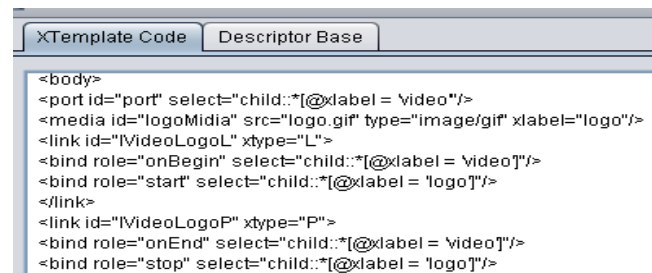 XTemplate Code Descriptor Base
<body>
<port id="port" select="child::*[@xlabel = 'video'"/>
<media id="logoMidia" src="logo.gif" type="image/gif" xlabel="logo"/>
<link id="lVideoLogoL" xtype="L">
<bind role="onBegin" select="child::*[@xlabel = 'video']"/>
<bind role="start" select="child::*[@xlabel = 'logo']"/>
</link>
<link id="lVideoLogoP" xtype="P">
<bind role="onEnd" select="child::*[@xlabel = 'video']"/>
<bind role="stop" select="child::*[@xlabel = 'logo']"/>